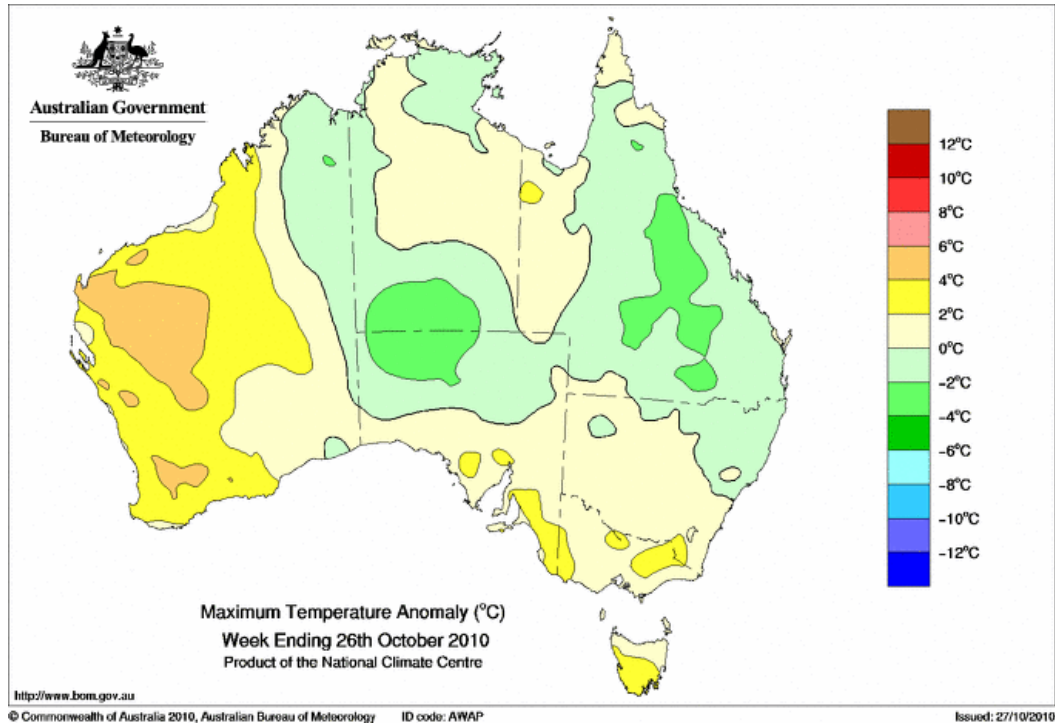 Australian Government
Bureau of Meteorology
12°C
10°C
8°C
6°C
4°C
2°C
0°C
-2°C
-4°C
-6°C
-8°C
-10°C
-12°C
Maximum Temperature Anomaly (°C)
Week Ending 26th October 2010
Product of the National Climate Centre
http://www.bom.gov.au
© Commonwealth of Australia 2010, Australian Bureau of Meteorology ID code: AWAP Issued: 27/10/2010